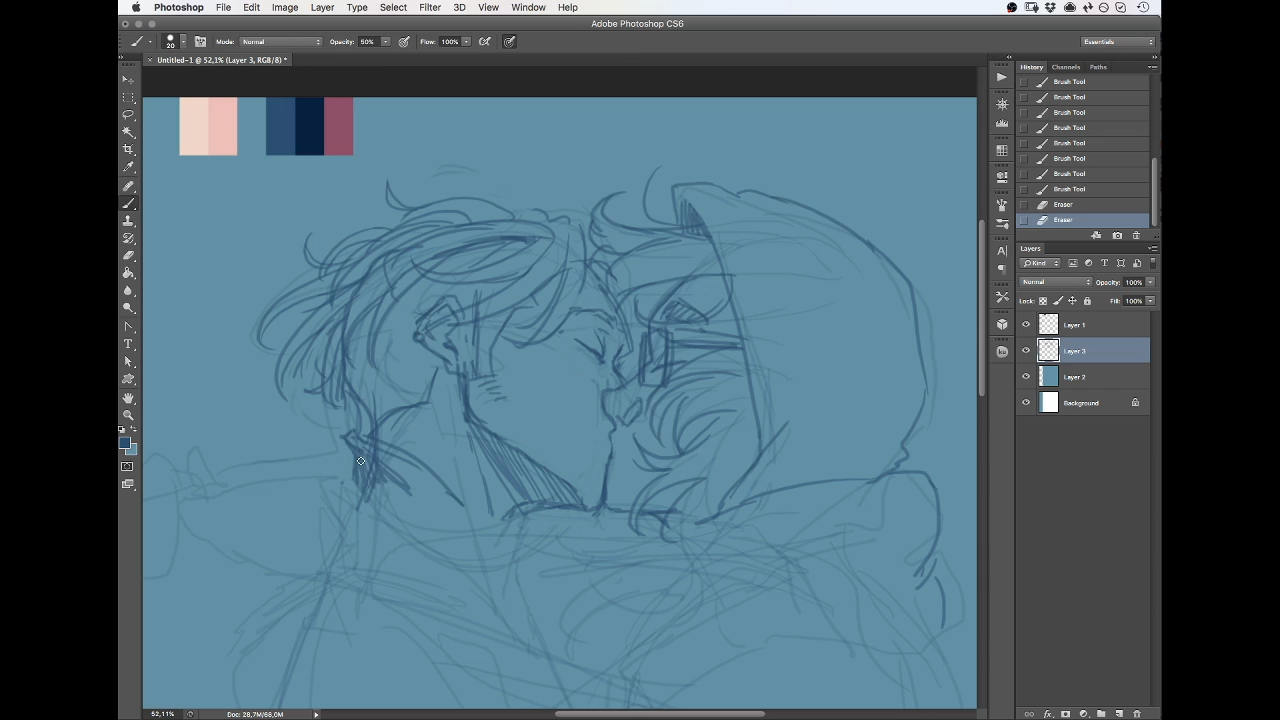 Photoshop File Edit Image Layer Type Select Filter 3D View Window Help
Adobe Photoshop CS6
20 Mode: Normal Opacity: 50% Flow: 100% Essentials
× Untitled-1 @ 52,1% (Layer 3, RGB/8) *
History Channels Paths
Brush Tool
Brush Tool
Brush Tool
Brush Tool
Brush Tool
Brush Tool
Brush Tool
Brush Tool
Eraser
Eraser
Layers
Kind
Normal Opacity: 100%
Lock: Fill: 100%
Layer 1
Layer 3
Layer 2
Background
52,11% Doc: 28,7M/68,0M